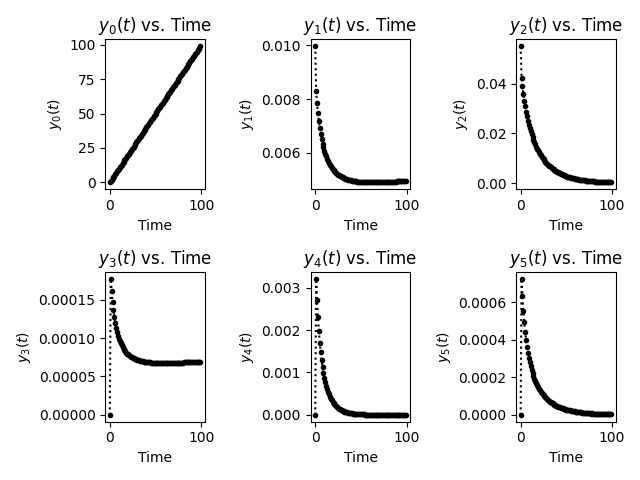 y₀(t) vs. Time
y₁(t) vs. Time
y₂(t) vs. Time
100
75
50
25
0
y₀(t)
0
100
Time
0.010
0.008
0.006
y₁(t)
0
100
Time
0.04
0.02
0.00
y₂(t)
0
100
Time
y₃(t) vs. Time
y₄(t) vs. Time
y₅(t) vs. Time
0.00015
0.00010
0.00005
0.00000
y₃(t)
0
100
Time
0.003
0.002
0.001
0.000
y₄(t)
0
100
Time
0.0006
0.0004
0.0002
0.0000
y₅(t)
0
100
Time